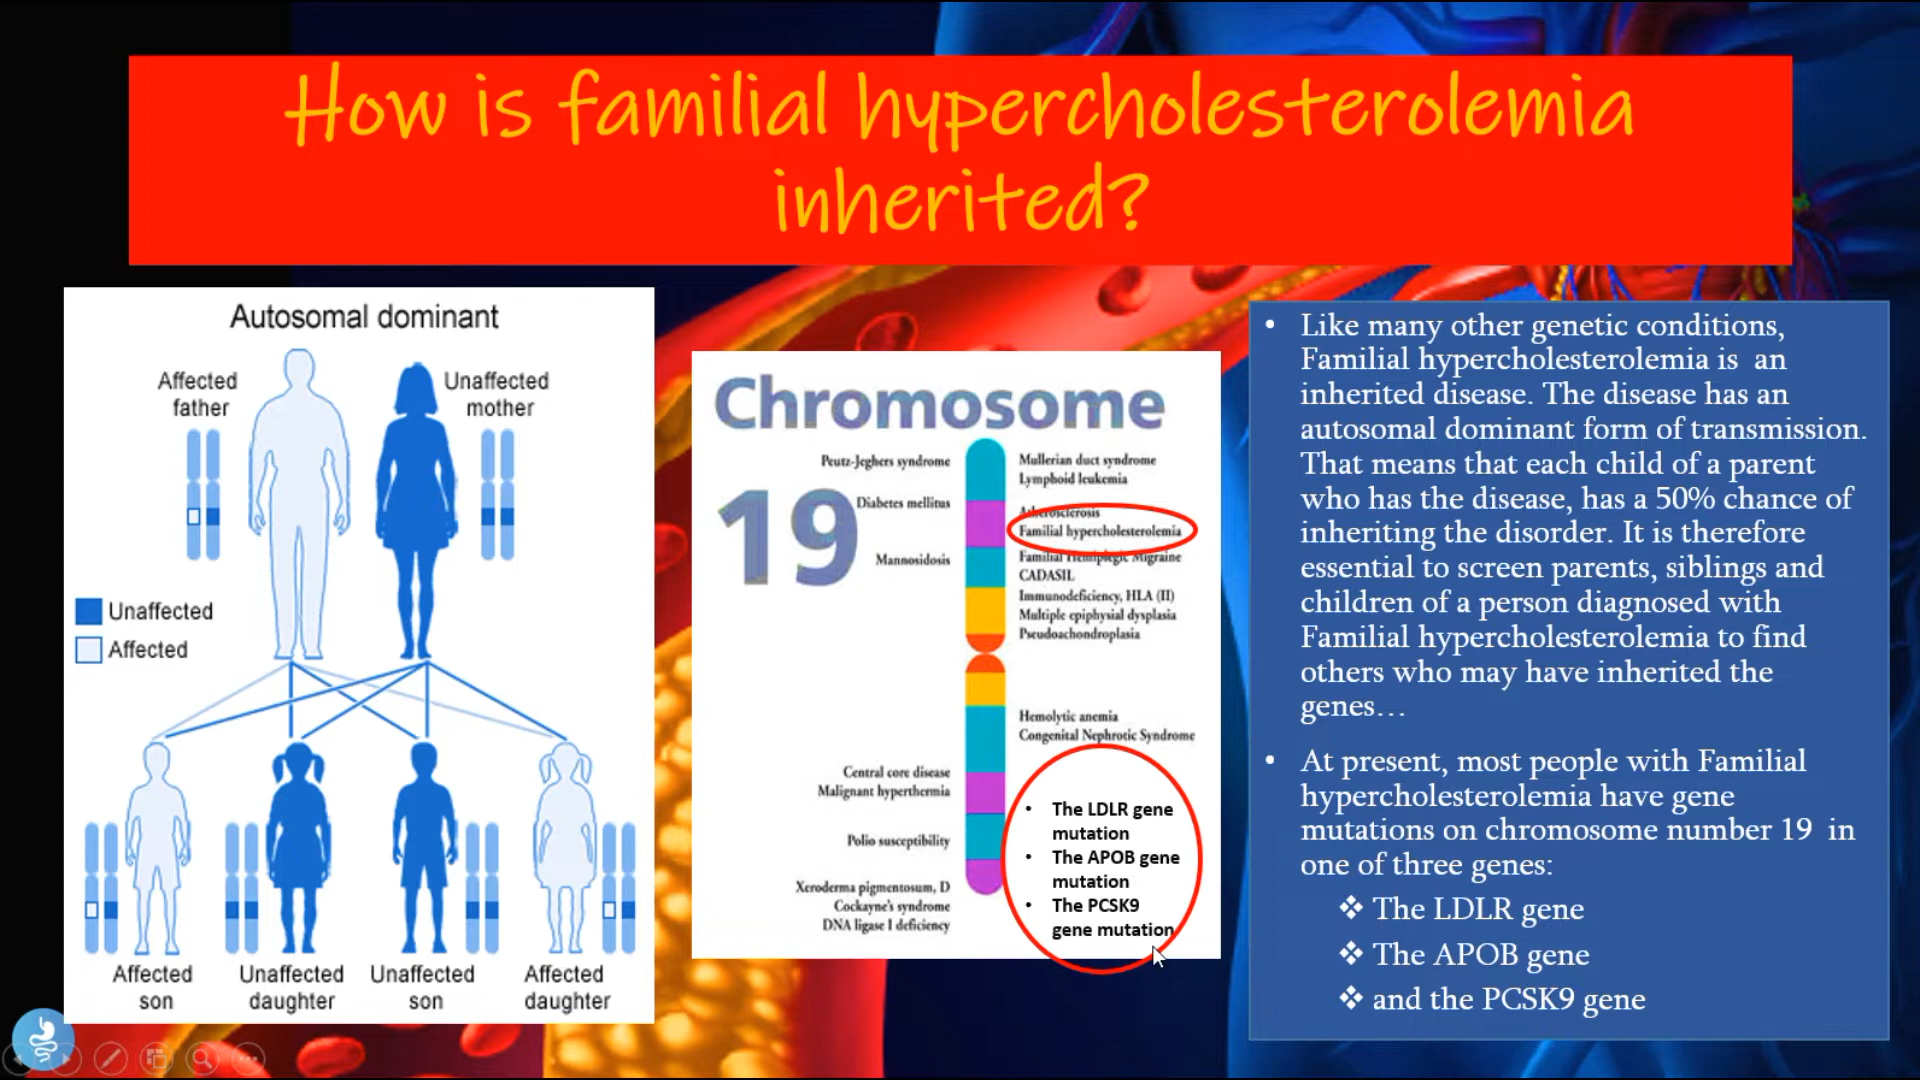 How is familial hypercholesterolemia
inherited?
Autosomal dominant
Affected
father
Unaffected
mother
Unaffected
Affected
Affected
son
Unaffected
daughter
Unaffected
son
Affected
daughter
Chromosome
19
Peutz-Jeghers syndrome
Diabetes mellitus
Mannosidosis
Central core disease
Malignant hyperthermia
Polio susceptibility
Xeroderma pigmentosum, D
Cockayne's syndrome
DNA ligase I deficiency
Mullerian duct syndrome
Lymphoid leukemia
Atherosclerosis
Familial hypercholesterolemia
Familial Hemiplegic Migraine
CADASIL
Immunodeficiency, HLA (II)
Multiple epiphysial dysplasia
Pseudoachondroplasia
Hemolytic anemia
Congenital Nephrotic Syndrome
• The LDLR gene
mutation
• The APOB gene
mutation
• The PCSK9
gene mutation
• Like many other genetic conditions,
Familial hypercholesterolemia is an
inherited disease. The disease has an
autosomal dominant form of transmission.
That means that each child of a parent
who has the disease, has a 50% chance of
inheriting the disorder. It is therefore
essential to screen parents, siblings and
children of a person diagnosed with
Familial hypercholesterolemia to find
others who may have inherited the
genes…
• At present, most people with Familial
hypercholesterolemia have gene
mutations on chromosome number 19 in
one of three genes:
❖ The LDLR gene
❖ The APOB gene
❖ and the PCSK9 gene